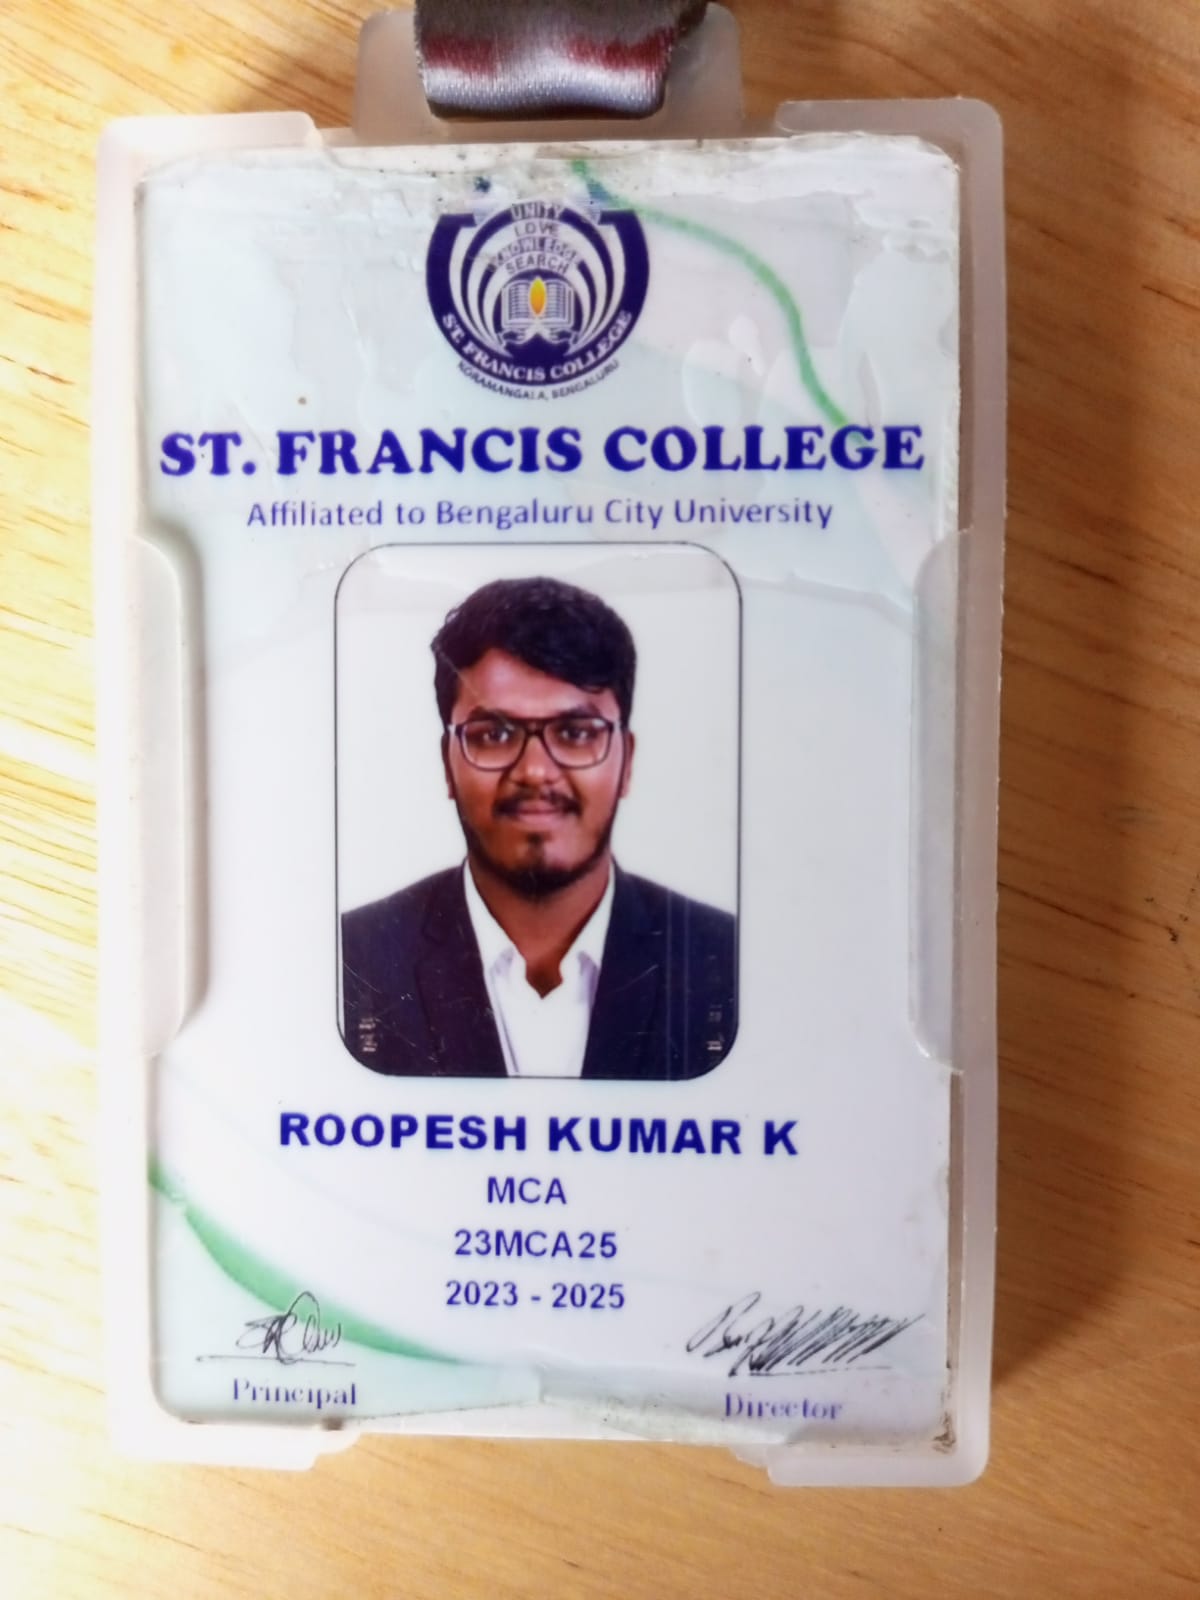 UNITY
LOVE
KNOWLEDGE
SEARCH
ST. FRANCIS COLLEGE
KORAMANGALA, BENGALURU
ST. FRANCIS COLLEGE
Affiliated to Bengaluru City University
ROOPESH KUMAR K
MCA
23MCA25
2023 - 2025
Principal
Director